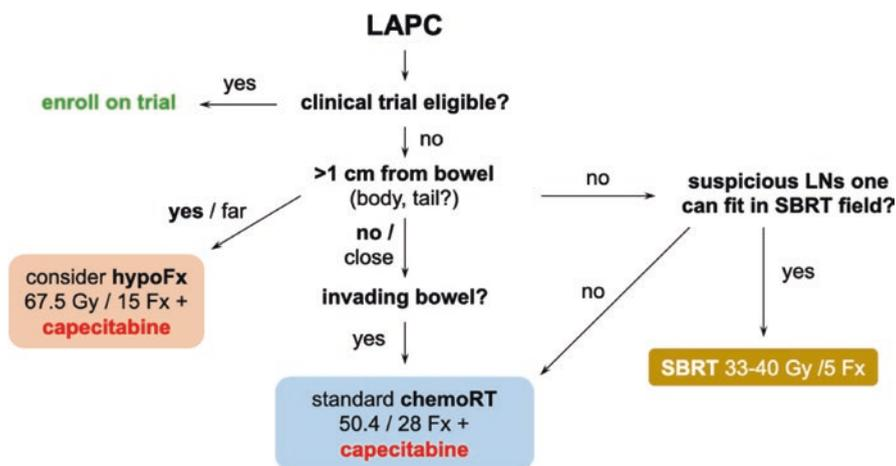 LAPC
yes
enroll on trial
clinical trial eligible?
no
>1 cm from bowel
(body, tail?)
no
suspicious LNs one
can fit in SBRT field?
yes / far
no /
close
consider hypoFx
67.5 Gy / 15 Fx +
capecitabine
invading bowel?
no
yes
yes
SBRT 33-40 Gy /5 Fx
standard chemoRT
50.4 / 28 Fx +
capecitabine